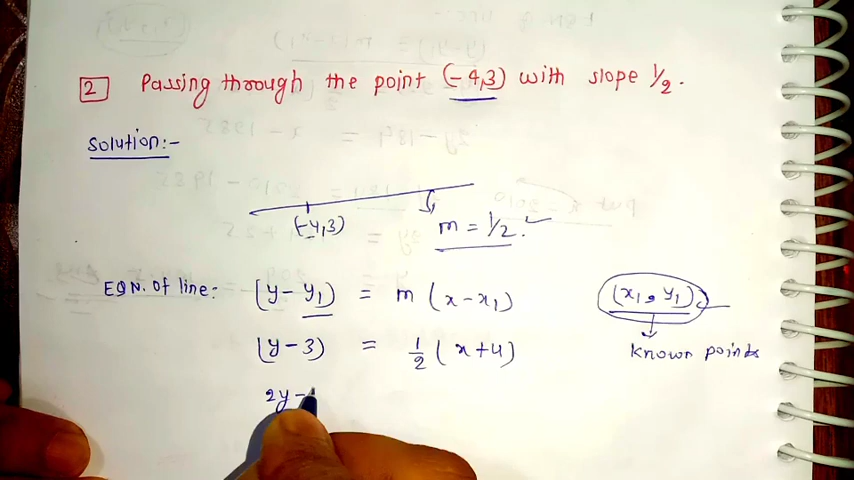 2 Passing through the point (-4,3) with slope 1/2.
Solution:-
(-4,3) m = 1/2.
EQN. of line: (y - y1) = m (x - x1) (x1, y1)
(y - 3) = 1/2 (x + 4) known points
2y -